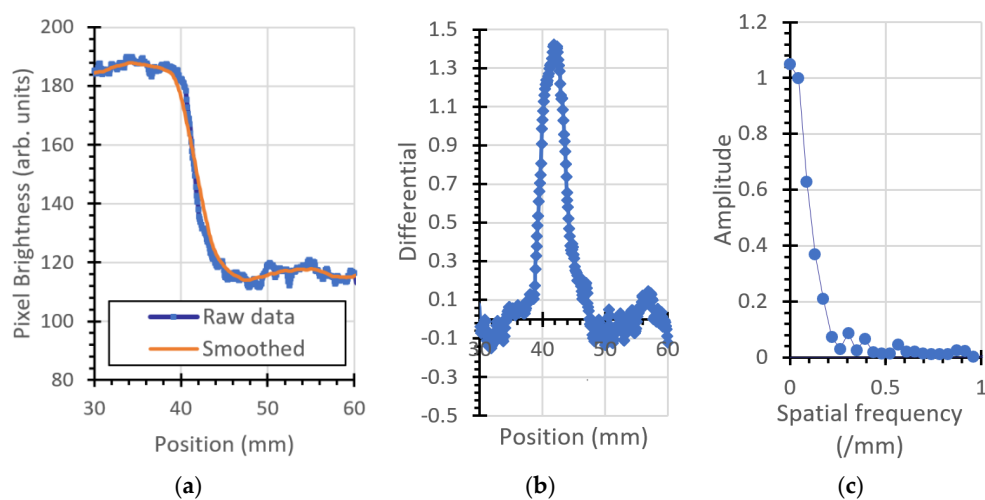 200
180
160
140
120
100
80
30 40 50 60
Pixel Brightness (arb. units)
Position (mm)
Raw data
Smoothed
(a)
1.5
1.3
1.1
0.9
0.7
0.5
0.3
0.1
-0.1
-0.3
-0.5
30 40 50 60
Differential
Position (mm)
(b)
1.2
1
0.8
0.6
0.4
0.2
0
0 0.5 1
Amplitude
Spatial frequency
(/mm)
(c)